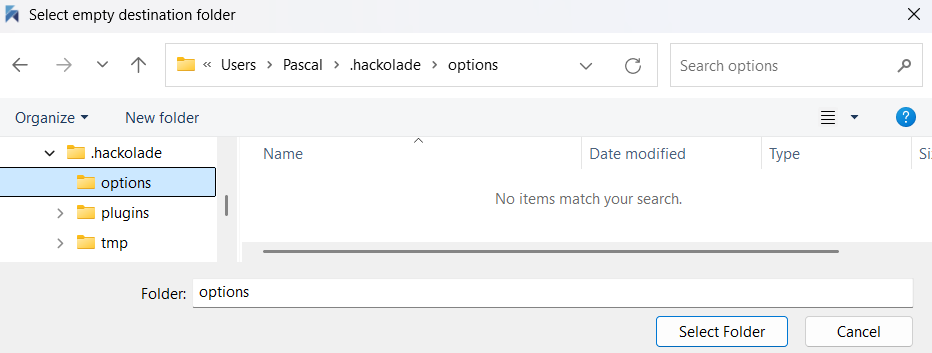 Select empty destination folder
« Users > Pascal > .hackolade > options
Search options
Organize
New folder
?
.hackolade
options
plugins
tmp
Name
Date modified
Type
Si
No items match your search.
Folder:
options
Select Folder
Cancel